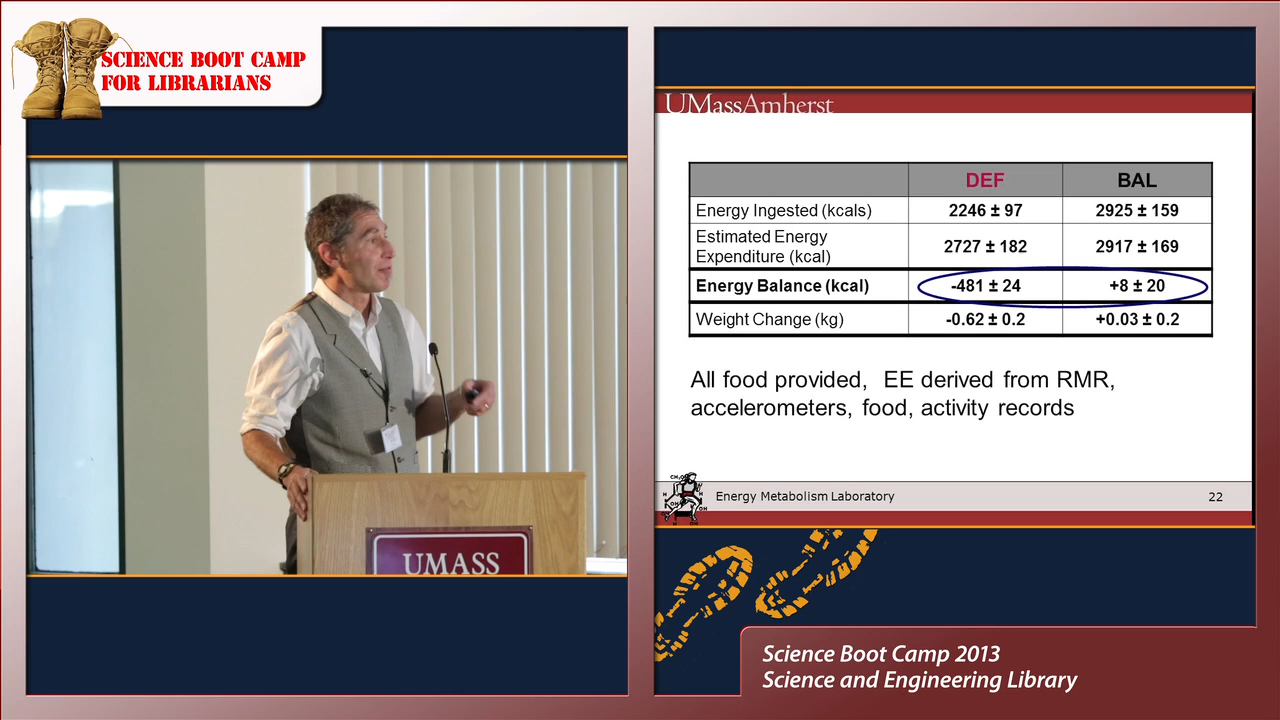 SCIENCE BOOT CAMP
FOR LIBRARIANS
UMASS
UMassAmherst
DEF BAL
Energy Ingested (kcals) 2246 ± 97 2925 ± 159
Estimated Energy
Expenditure (kcal) 2727 ± 182 2917 ± 169
Energy Balance (kcal) -481 ± 24 +8 ± 20
Weight Change (kg) -0.62 ± 0.2 +0.03 ± 0.2
All food provided, EE derived from RMR,
accelerometers, food, activity records
Energy Metabolism Laboratory 22
Science Boot Camp 2013
Science and Engineering Library